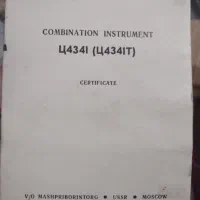 COMBINATION INSTRUMENT
Ц4341 (Ц4341Т)
CERTIFICATE
V/O MASHPRIBORINTORG ● USSR ● MOSCOW